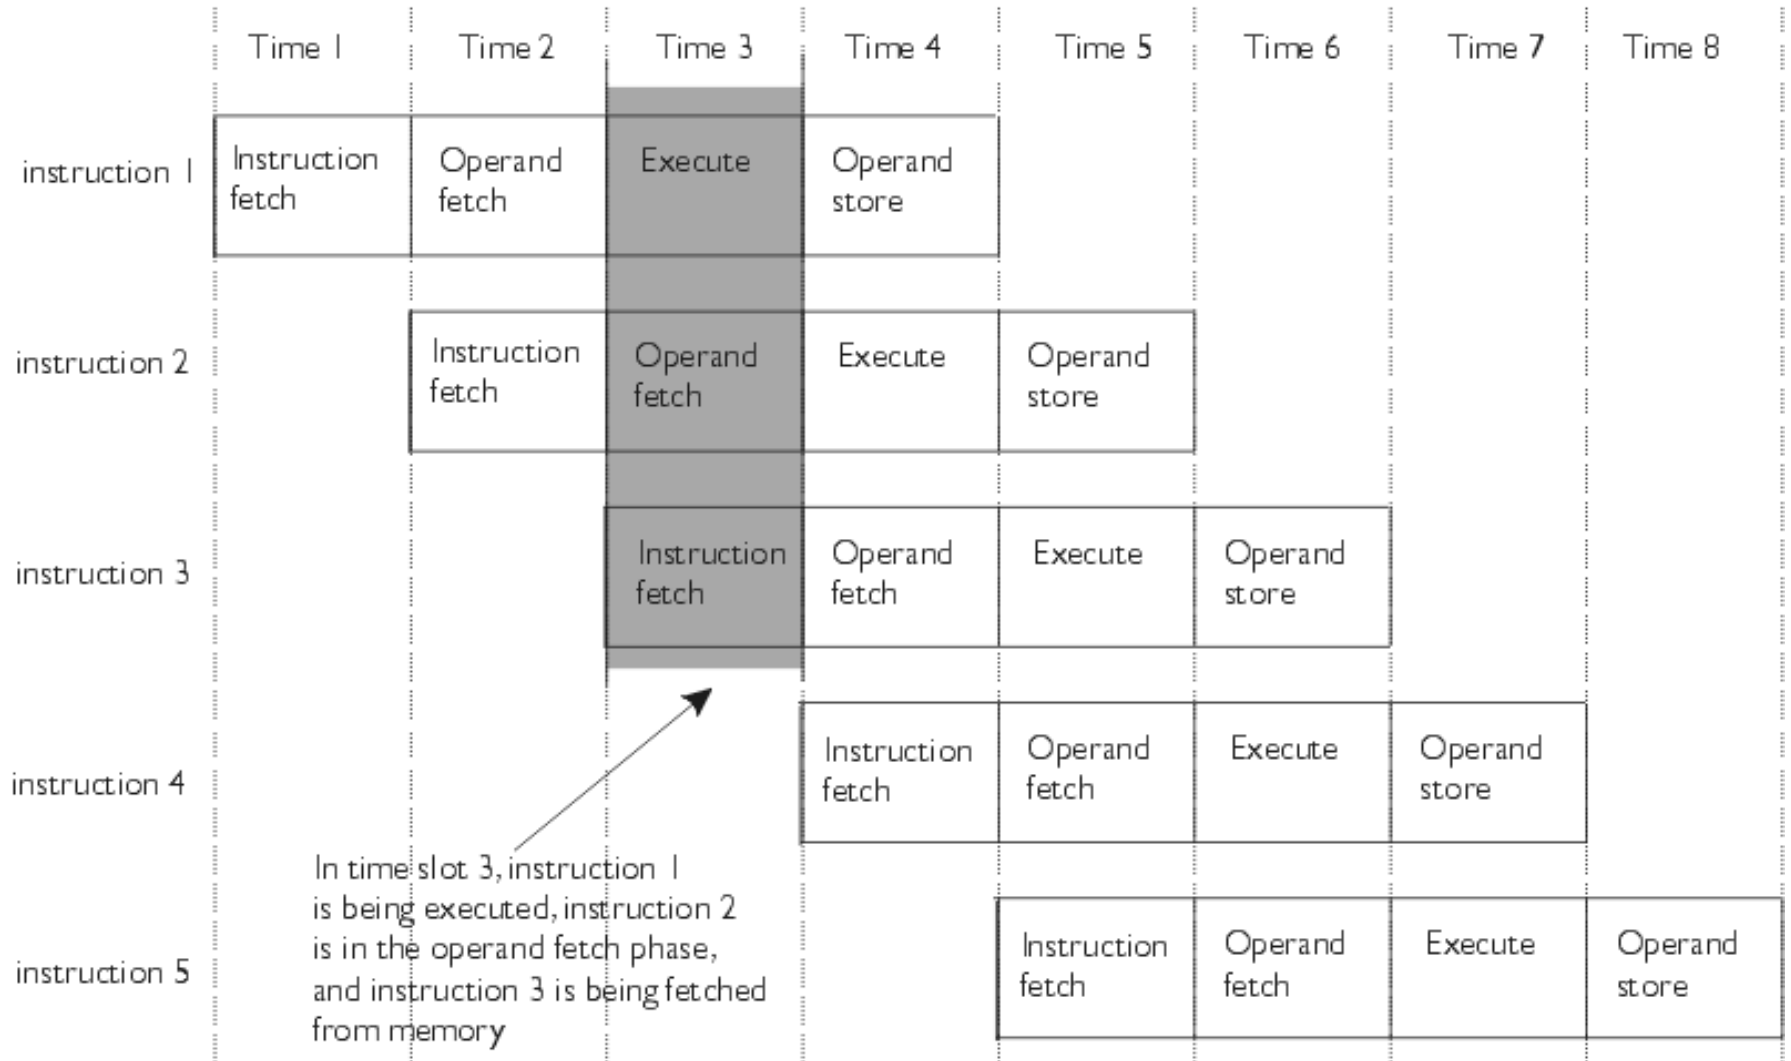 Time 1 Time 2 Time 3 Time 4 Time 5 Time 6 Time 7 Time 8
instruction 1
Instruction
fetch
Operand
fetch
Execute
Operand
store
instruction 2
Instruction
fetch
Operand
fetch
Execute
Operand
store
instruction 3
Instruction
fetch
Operand
fetch
Execute
Operand
store
instruction 4
Instruction
fetch
Operand
fetch
Execute
Operand
store
instruction 5
Instruction
fetch
Operand
fetch
Execute
Operand
store
In time slot 3, instruction 1
is being executed, instruction 2
is in the operand fetch phase,
and instruction 3 is being fetched
from memory